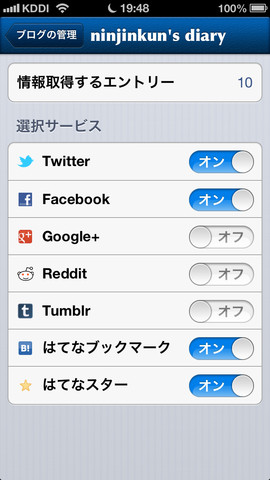 KDDI 19:48 100%
ブログの管理 ninjinkun's diary
情報取得するエントリー 10
選択サービス
Twitter オン
Facebook オン
Google+ オフ
Reddit オフ
Tumblr オフ
B! はてなブックマーク オン
はてなスター オン